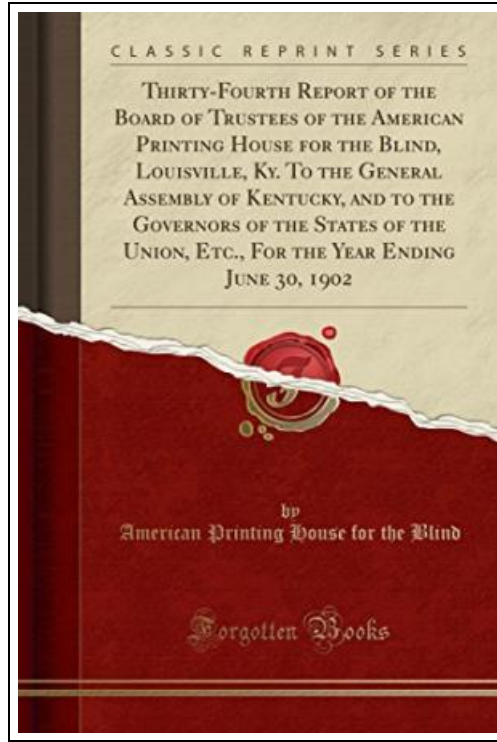 CLASSIC REPRINT SERIES
THIRTY-FOURTH REPORT OF THE
BOARD OF TRUSTEES OF THE AMERICAN
PRINTING HOUSE FOR THE BLIND,
LOUISVILLE, KY. TO THE GENERAL
ASSEMBLY OF KENTUCKY, AND TO THE
GOVERNORS OF THE STATES OF THE
UNION, ETC., FOR THE YEAR ENDING
JUNE 30, 1902
by
American Printing House for the Blind
Forgotten Books